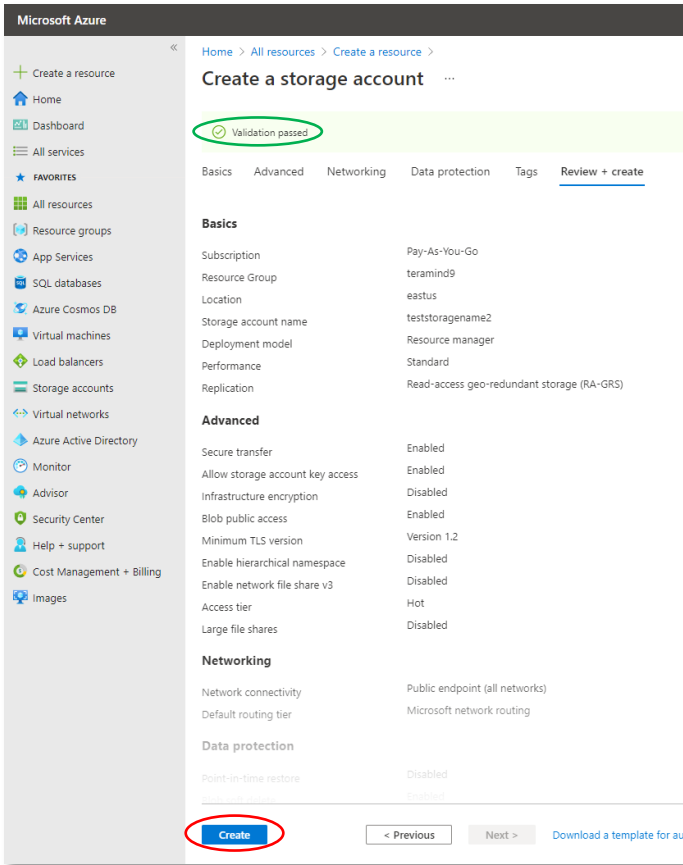 Microsoft Azure
«
Create a resource
Home
Dashboard
All services
FAVORITES
All resources
Resource groups
App Services
SQL databases
Azure Cosmos DB
Virtual machines
Load balancers
Storage accounts
Virtual networks
Azure Active Directory
Monitor
Advisor
Security Center
Help + support
Cost Management + Billing
Images
Home > All resources > Create a resource >
Create a storage account ...
Validation passed
Basics Advanced Networking Data protection Tags Review + create
Basics
Subscription Pay-As-You-Go
Resource Group teramind9
Location eastus
Storage account name teststoragename2
Deployment model Resource manager
Performance Standard
Replication Read-access geo-redundant storage (RA-GRS)
Advanced
Secure transfer Enabled
Allow storage account key access Enabled
Infrastructure encryption Disabled
Blob public access Enabled
Minimum TLS version Version 1.2
Enable hierarchical namespace Disabled
Enable network file share v3 Disabled
Access tier Hot
Large file shares Disabled
Networking
Network connectivity Public endpoint (all networks)
Default routing tier Microsoft network routing
Data protection
Point-in-time restore Disabled
Enabled
Create < Previous Next > Download a template for au